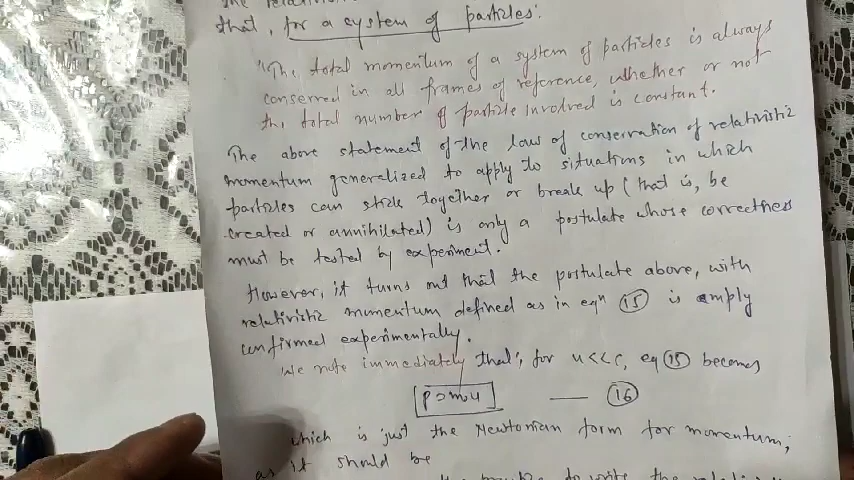 that, for a system of particles:
"The total momentum of a system of particles is always
conserved in all frames of reference, whether or not
the total number of particle involved is constant.
The above statement of the law of conservation of relativistic
momentum generalized to apply to situations in which
particles can stick together or break up (that is, be
created or annihilated) is only a postulate whose correctness
must be tested by experiment.
However, it turns out that the postulate above, with
relativistic momentum defined as in eqn (15) is amply
confirmed experimentally.
We note immediately that, for u<<c, eq (15) becomes
p=m₀u —— (16)
which is just the Newtonian form for momentum;
as it should be
to write the